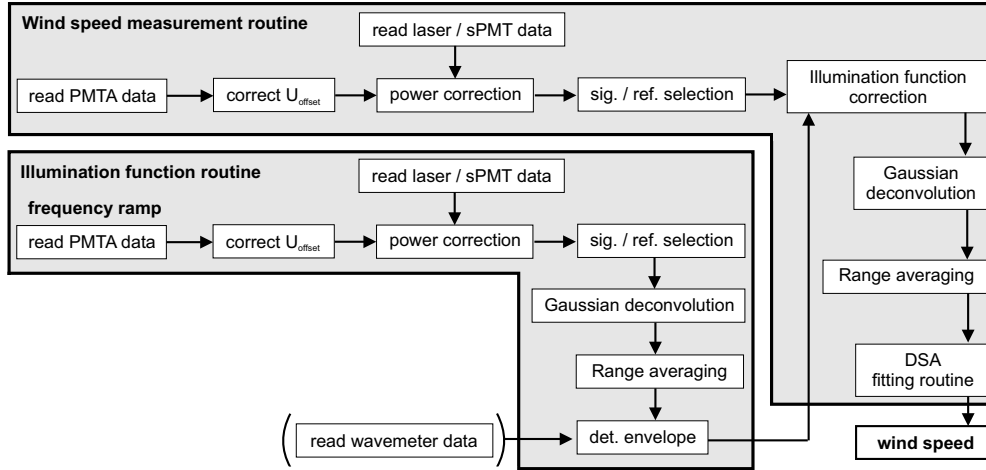 Wind speed measurement routine
read laser / sPMT data
read PMTA data
correct U_offset
power correction
sig. / ref. selection
Illumination function
correction
Gaussian
deconvolution
Range averaging
DSA
fitting routine
wind speed
Illumination function routine
frequency ramp
read laser / sPMT data
read PMTA data
correct U_offset
power correction
sig. / ref. selection
Gaussian deconvolution
Range averaging
( read wavemeter data )
det. envelope